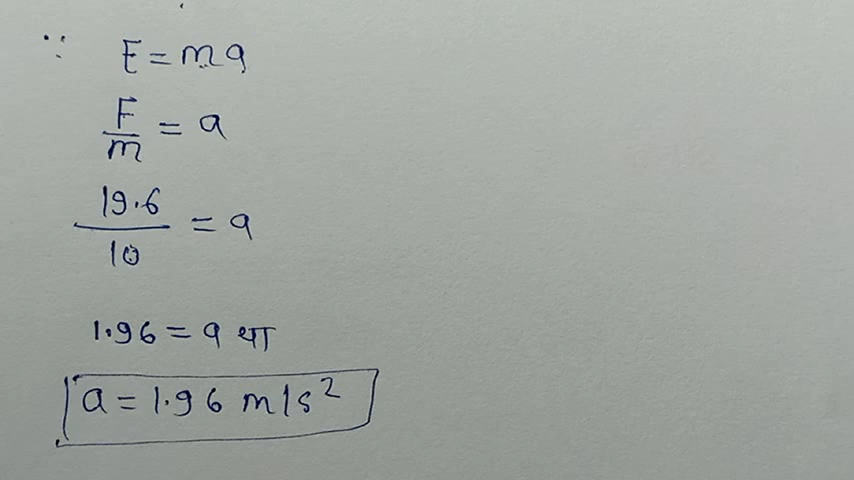 ∵ F = ma
F/m = a
19.6/10 = a
1.96 = a या
a = 1.96 m/s²